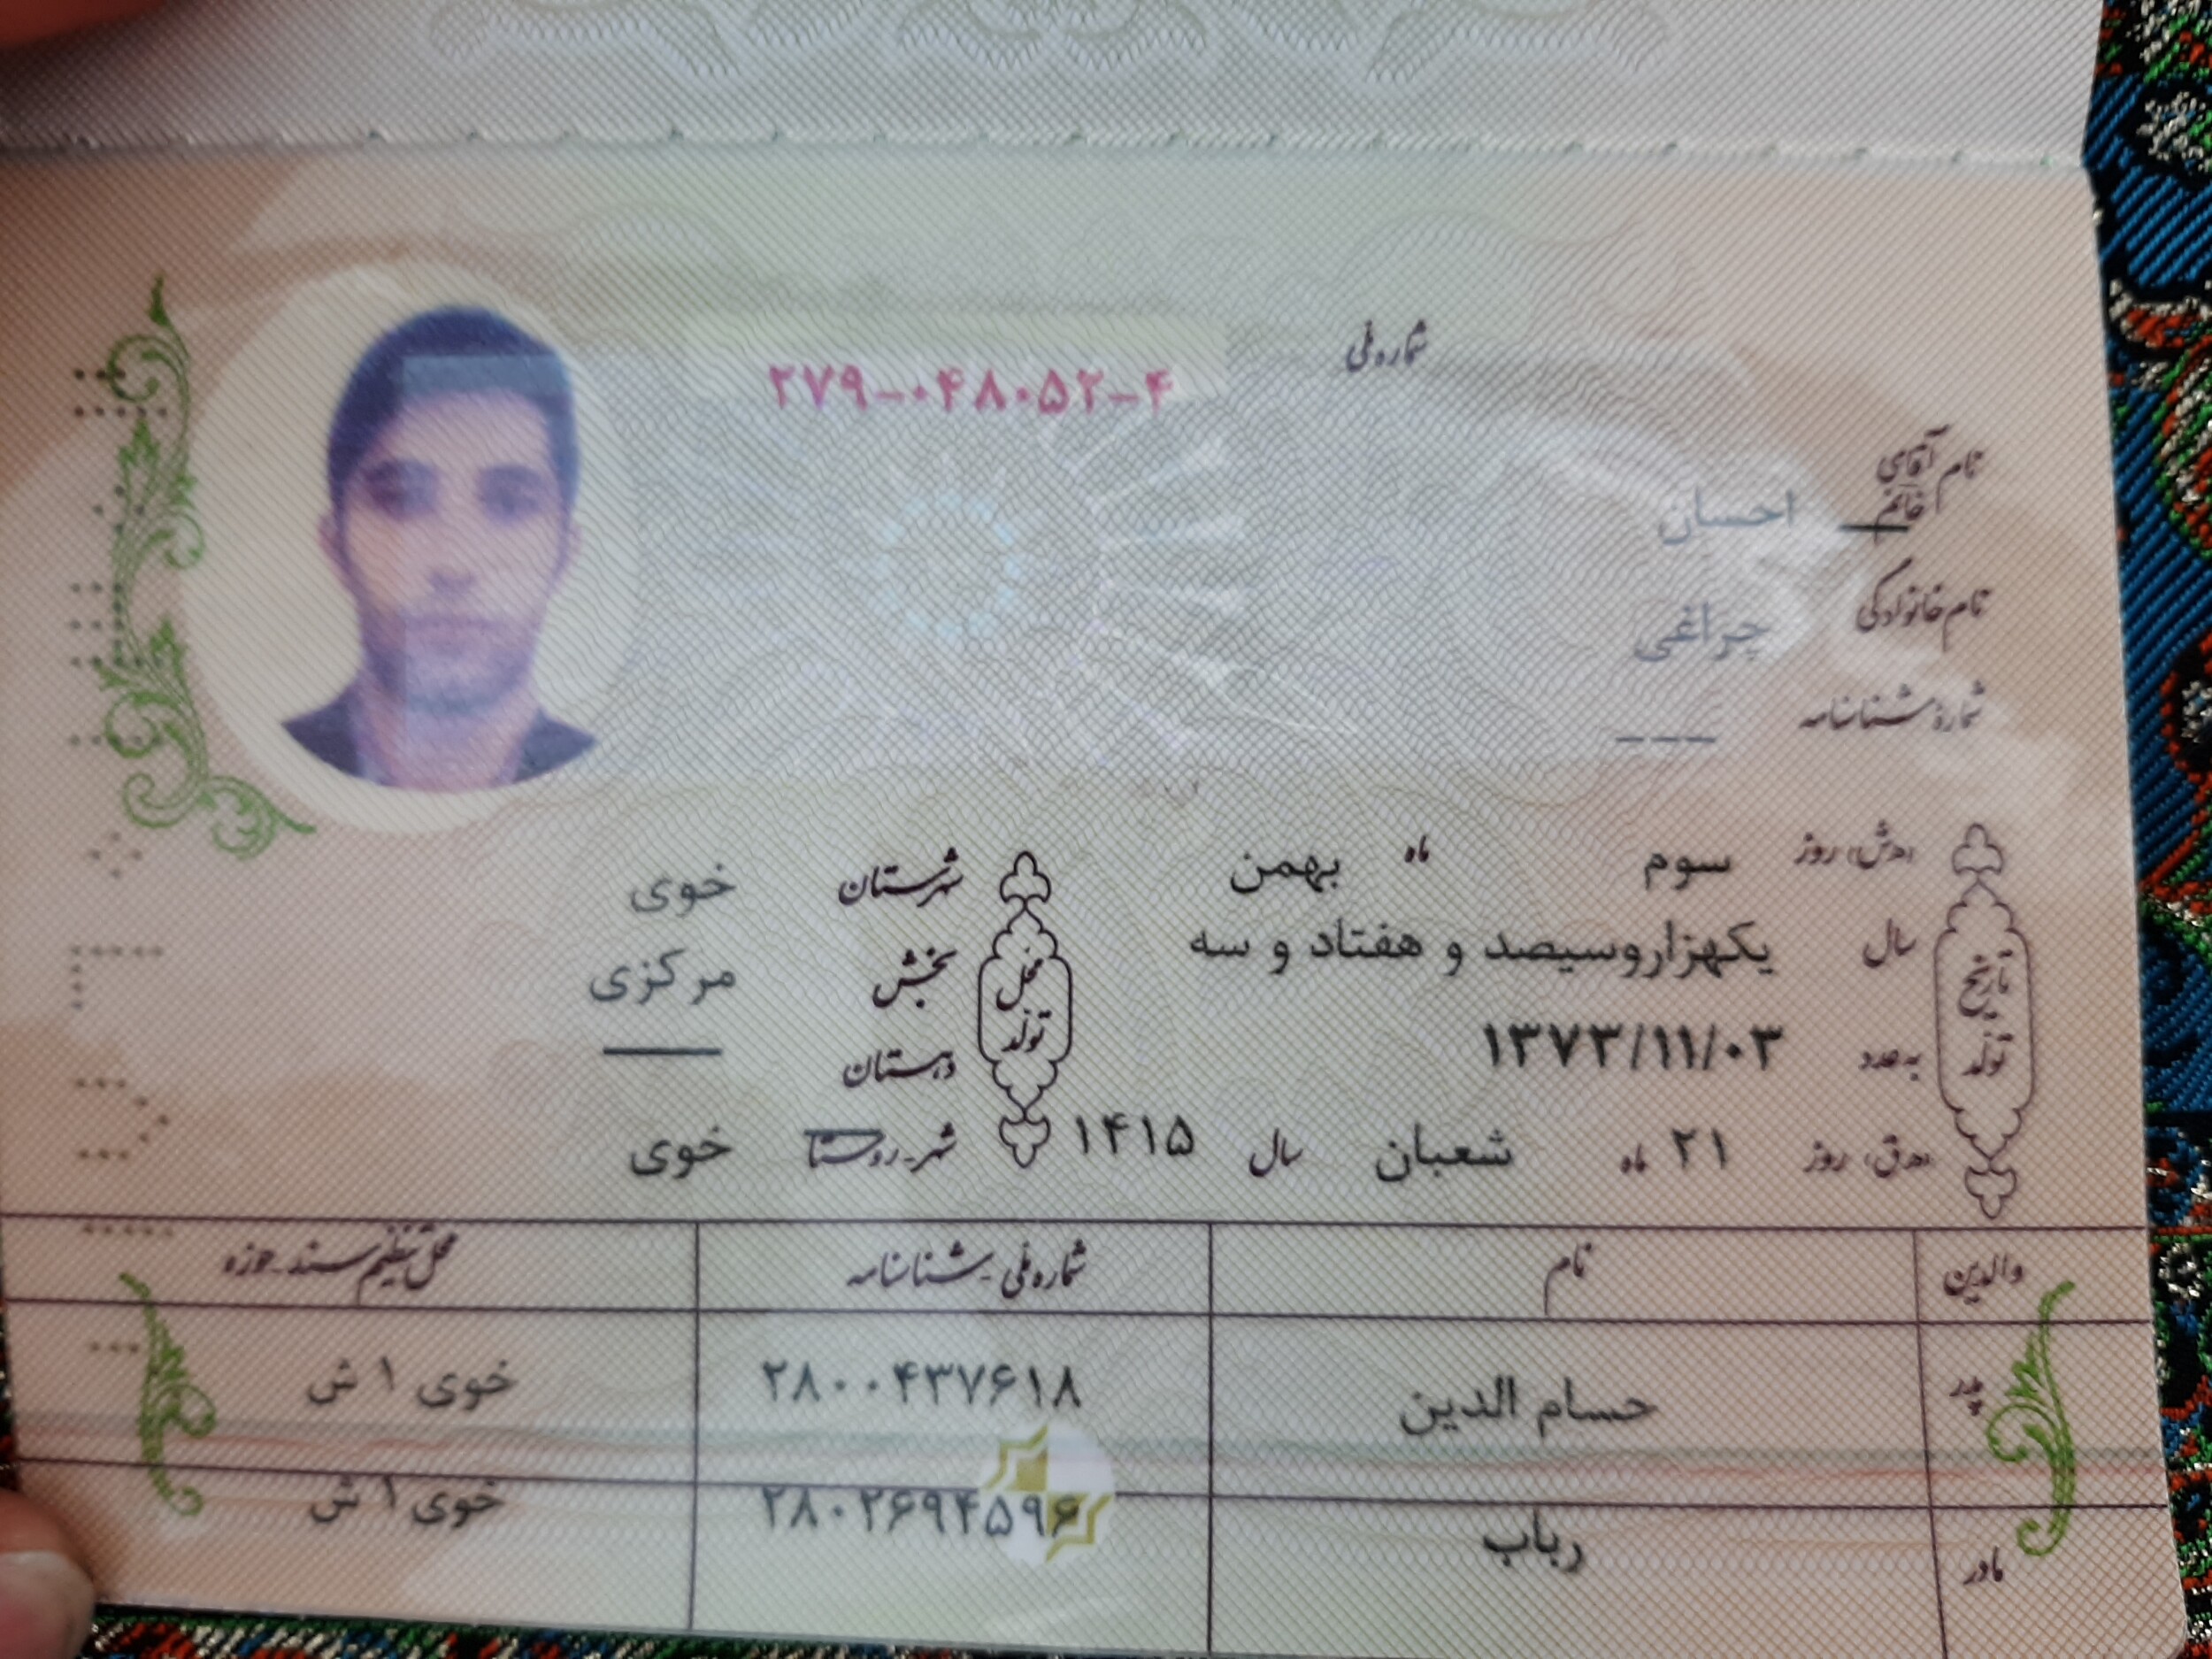 شماره ملی ۲۷۹-۰۴۸۰۵۲-۴
نام آقای خانم احسان
نام خانوادگی چراغی
شماره شناسنامه ---
تاریخ تولد
(ه‍.ش) روز سوم ماه بهمن
سال یکهزاروسیصد و هفتاد و سه
به عدد ۱۳۷۳/۱۱/۰۳
(ه‍.ق) روز ۲۱ ماه شعبان سال ۱۴۱۵
محل تولد
شهرستان خوی
بخش مرکزی
دهستان
شهر - روستا خوی
والدین نام شماره ملی - شناسنامه محل تنظیم سند - حوزه
پدر حسام الدین ۲۸۰۰۴۳۷۶۱۸ خوی ۱ ش
مادر رباب ۲۸۰۲۶۹۴۵۹۶ خوی ۱ ش